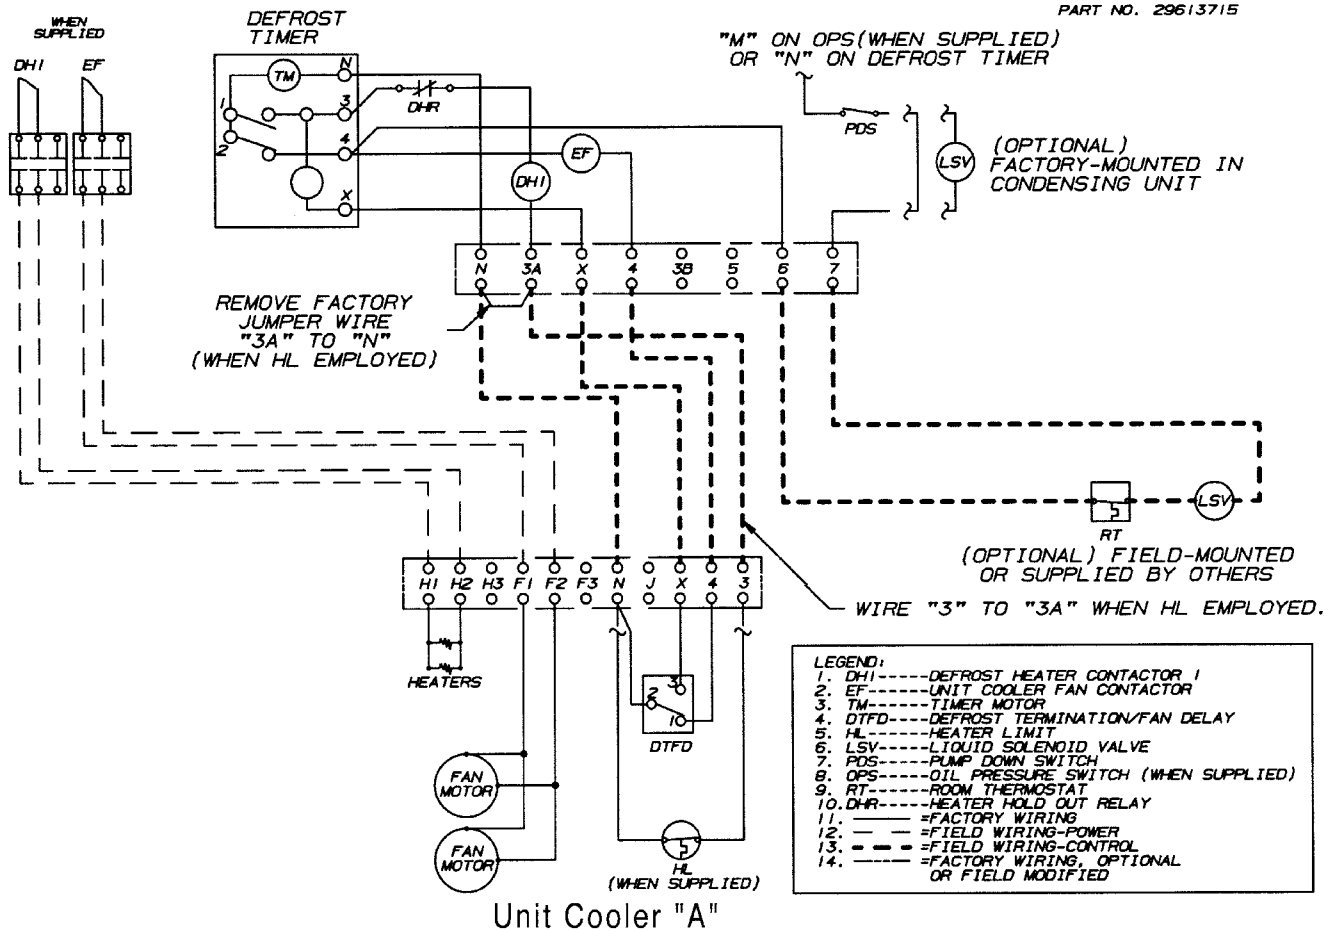 PART NO. 29613715
WHEN
SUPPLIED
DH1 EF
DEFROST
TIMER
TM
N
1
3
2
4
X
DHR
EF
DH1
"M" ON OPS(WHEN SUPPLIED)
OR "N" ON DEFROST TIMER
PDS
LSV
(OPTIONAL)
FACTORY-MOUNTED IN
CONDENSING UNIT
N 3A X 4 3B 5 6 7
REMOVE FACTORY
JUMPER WIRE
"3A" TO "N"
(WHEN HL EMPLOYED)
RT
LSV
(OPTIONAL) FIELD-MOUNTED
OR SUPPLIED BY OTHERS
WIRE "3" TO "3A" WHEN HL EMPLOYED.
H1 H2 H3 F1 F2 F3 N J X 4 3
HEATERS
3
2
1
DTFD
FAN
MOTOR
FAN
MOTOR
HL
(WHEN SUPPLIED)
Unit Cooler "A"
LEGEND:
1. DH1-----DEFROST HEATER CONTACTOR 1
2. EF------UNIT COOLER FAN CONTACTOR
3. TM------TIMER MOTOR
4. DTFD----DEFROST TERMINATION/FAN DELAY
5. HL------HEATER LIMIT
6. LSV-----LIQUID SOLENOID VALVE
7. PDS-----PUMP DOWN SWITCH
8. OPS-----OIL PRESSURE SWITCH (WHEN SUPPLIED)
9. RT------ROOM THERMOSTAT
10.DHR-----HEATER HOLD OUT RELAY
11. =FACTORY WIRING
12. =FIELD WIRING-POWER
13. =FIELD WIRING-CONTROL
14. =FACTORY WIRING, OPTIONAL
OR FIELD MODIFIED